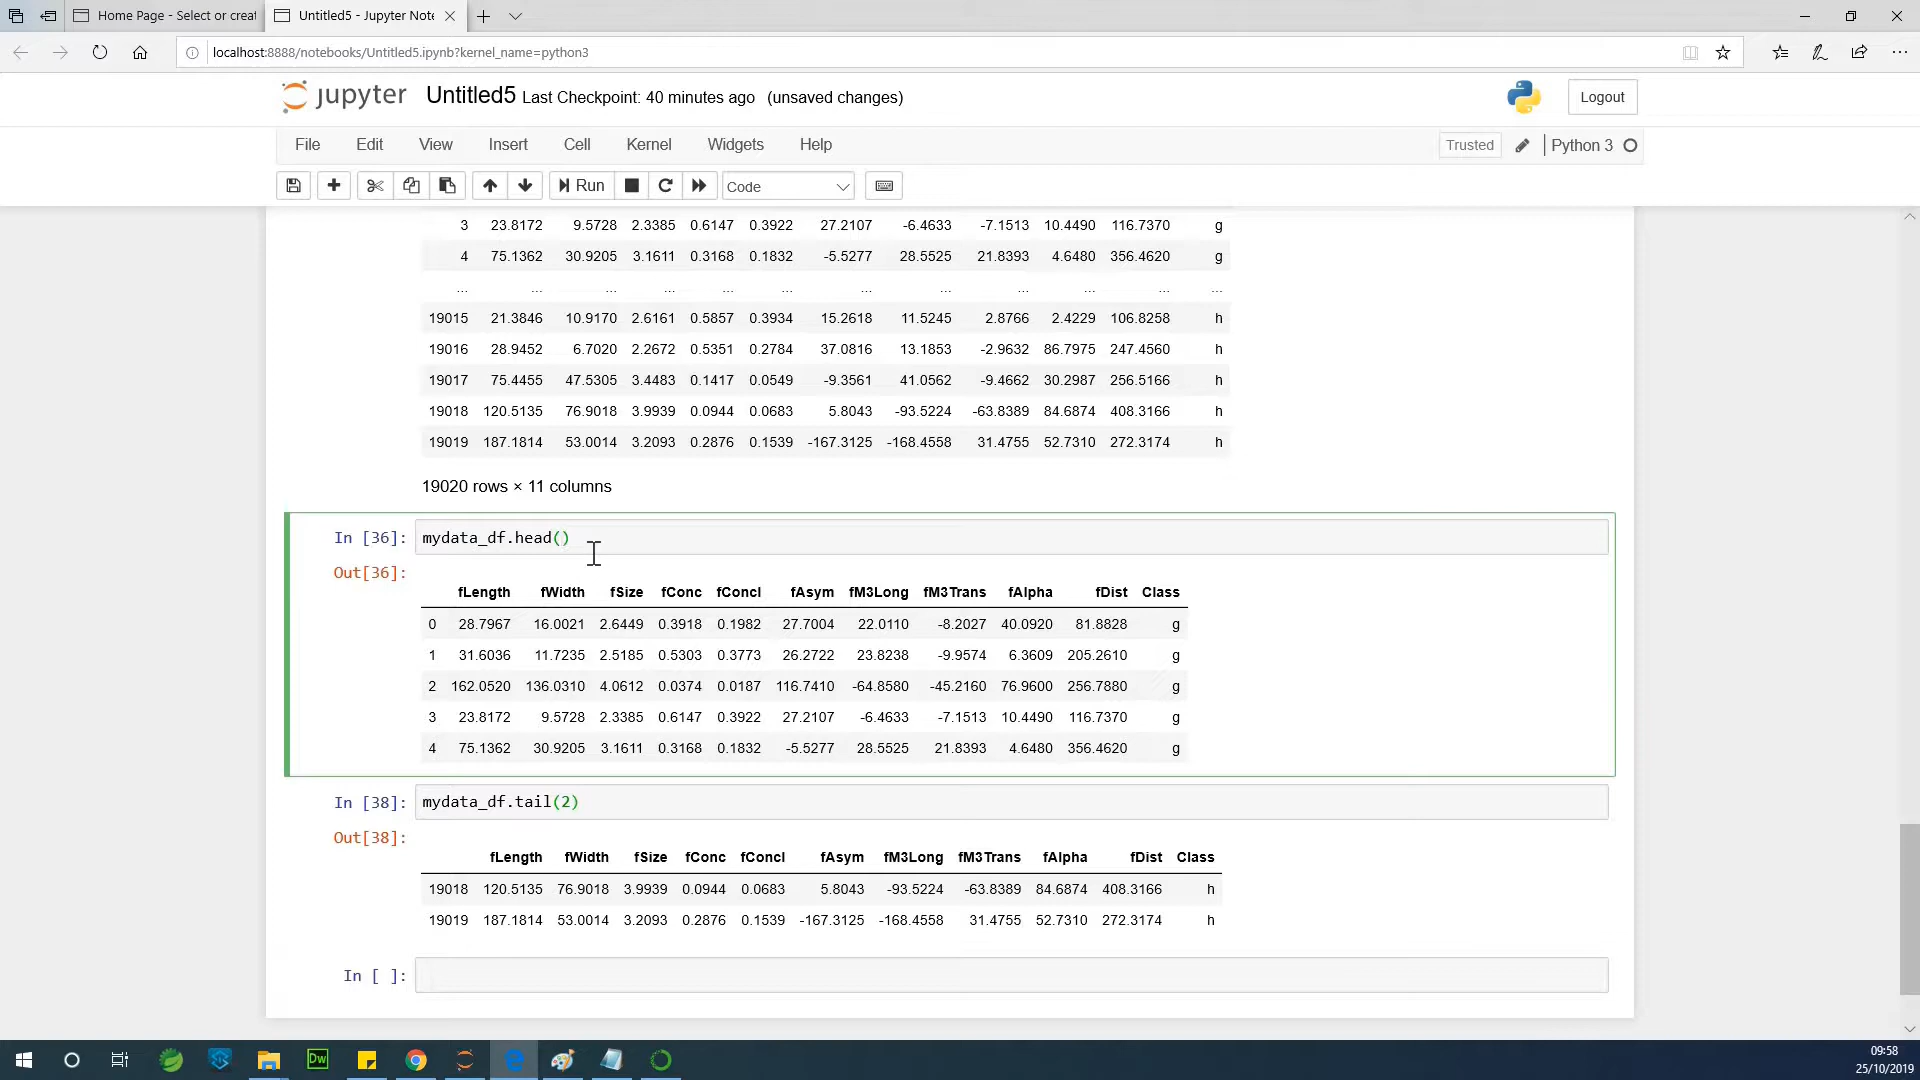 Home Page - Select or creat
Untitled5 - Jupyter Note
localhost:8888/notebooks/Untitled5.ipynb?kernel_name=python3
jupyter Untitled5 Last Checkpoint: 40 minutes ago (unsaved changes)
Logout
File Edit View Insert Cell Kernel Widgets Help
Trusted Python 3
Run Code
3 23.8172 9.5728 2.3385 0.6147 0.3922 27.2107 -6.4633 -7.1513 10.4490 116.7370 g
4 75.1362 30.9205 3.1611 0.3168 0.1832 -5.5277 28.5525 21.8393 4.6480 356.4620 g
... ... ... ... ... ... ... ... ... ... ... ...
19015 21.3846 10.9170 2.6161 0.5857 0.3934 15.2618 11.5245 2.8766 2.4229 106.8258 h
19016 28.9452 6.7020 2.2672 0.5351 0.2784 37.0816 13.1853 -2.9632 86.7975 247.4560 h
19017 75.4455 47.5305 3.4483 0.1417 0.0549 -9.3561 41.0562 -9.4662 30.2987 256.5166 h
19018 120.5135 76.9018 3.9939 0.0944 0.0683 5.8043 -93.5224 -63.8389 84.6874 408.3166 h
19019 187.1814 53.0014 3.2093 0.2876 0.1539 -167.3125 -168.4558 31.4755 52.7310 272.3174 h
19020 rows × 11 columns
In [36]: mydata_df.head()
Out[36]:
fLength fWidth fSize fConc fConcl fAsym fM3Long fM3Trans fAlpha fDist Class
0 28.7967 16.0021 2.6449 0.3918 0.1982 27.7004 22.0110 -8.2027 40.0920 81.8828 g
1 31.6036 11.7235 2.5185 0.5303 0.3773 26.2722 23.8238 -9.9574 6.3609 205.2610 g
2 162.0520 136.0310 4.0612 0.0374 0.0187 116.7410 -64.8580 -45.2160 76.9600 256.7880 g
3 23.8172 9.5728 2.3385 0.6147 0.3922 27.2107 -6.4633 -7.1513 10.4490 116.7370 g
4 75.1362 30.9205 3.1611 0.3168 0.1832 -5.5277 28.5525 21.8393 4.6480 356.4620 g
In [38]: mydata_df.tail(2)
Out[38]:
fLength fWidth fSize fConc fConcl fAsym fM3Long fM3Trans fAlpha fDist Class
19018 120.5135 76.9018 3.9939 0.0944 0.0683 5.8043 -93.5224 -63.8389 84.6874 408.3166 h
19019 187.1814 53.0014 3.2093 0.2876 0.1539 -167.3125 -168.4558 31.4755 52.7310 272.3174 h
In [ ]:
Dw
09:58
25/10/2019